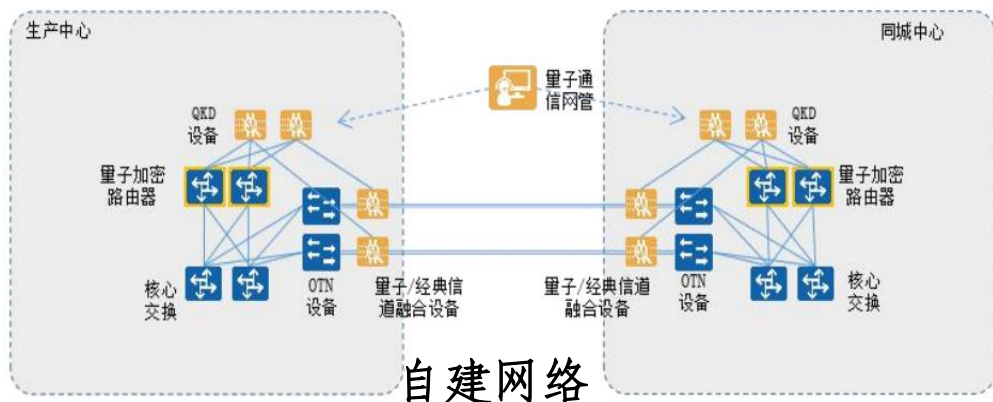 生产中心
同城中心
量子通
信网管
QKD
设备
QKD
设备
量子加密
路由器
量子加密
路由器
核心
交换
OTN
设备
量子/经典信
道融合设备
量子/经典信道
融合设备
OTN
设备
核心
交换
自建网络